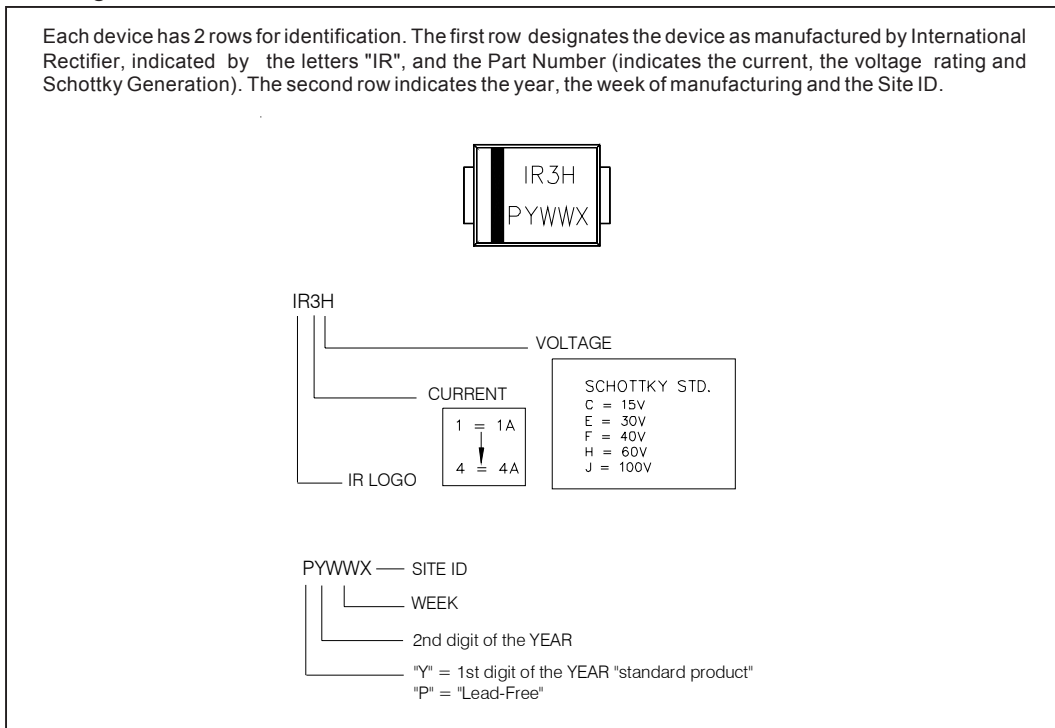 Each device has 2 rows for identification. The first row designates the device as manufactured by International
Rectifier, indicated by the letters "IR", and the Part Number (indicates the current, the voltage rating and
Schottky Generation). The second row indicates the year, the week of manufacturing and the Site ID.
IR3H
PYWWX
IR3H
VOLTAGE
SCHOTTKY STD.
C = 15V
E = 30V
F = 40V
H = 60V
J = 100V
CURRENT
1 = 1A
4 = 4A
IR LOGO
PYWWX
SITE ID
WEEK
2nd digit of the YEAR
"Y" = 1st digit of the YEAR "standard product"
"P" = "Lead-Free"